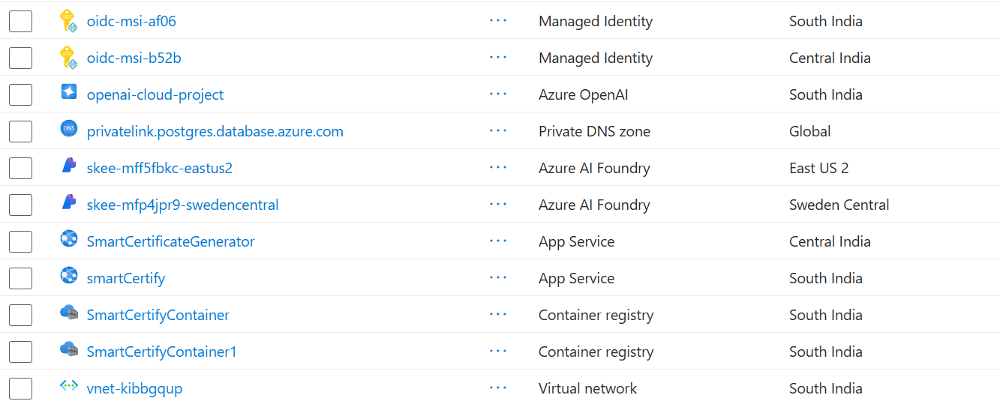 oidc-msi-af06 ··· Managed Identity South India
oidc-msi-b52b ··· Managed Identity Central India
openai-cloud-project ··· Azure OpenAI South India
DNS privatelink.postgres.database.azure.com ··· Private DNS zone Global
skee-mff5fbkc-eastus2 ··· Azure AI Foundry East US 2
skee-mfp4jpr9-swedencentral ··· Azure AI Foundry Sweden Central
SmartCertificateGenerator ··· App Service Central India
smartCertify ··· App Service South India
SmartCertifyContainer ··· Container registry South India
SmartCertifyContainer1 ··· Container registry South India
vnet-kibbgqup ··· Virtual network South India